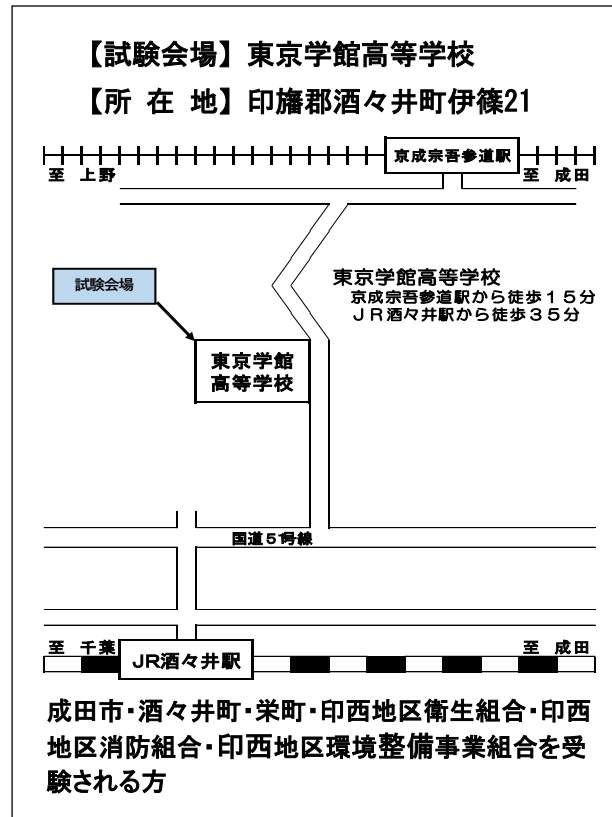 【試験会場】東京学館高等学校
【所 在 地】印旛郡酒々井町伊篠21
京成宗吾参道駅
至 上野
至 成田
試験会場
東京学館高等学校
京成宗吾参道駅から徒歩15分
JR酒々井駅から徒歩35分
東京学館
高等学校
国道51号線
至 千葉
JR酒々井駅
至 成田
成田市・酒々井町・栄町・印西地区衛生組合・印西
地区消防組合・印西地区環境整備事業組合を受
験される方